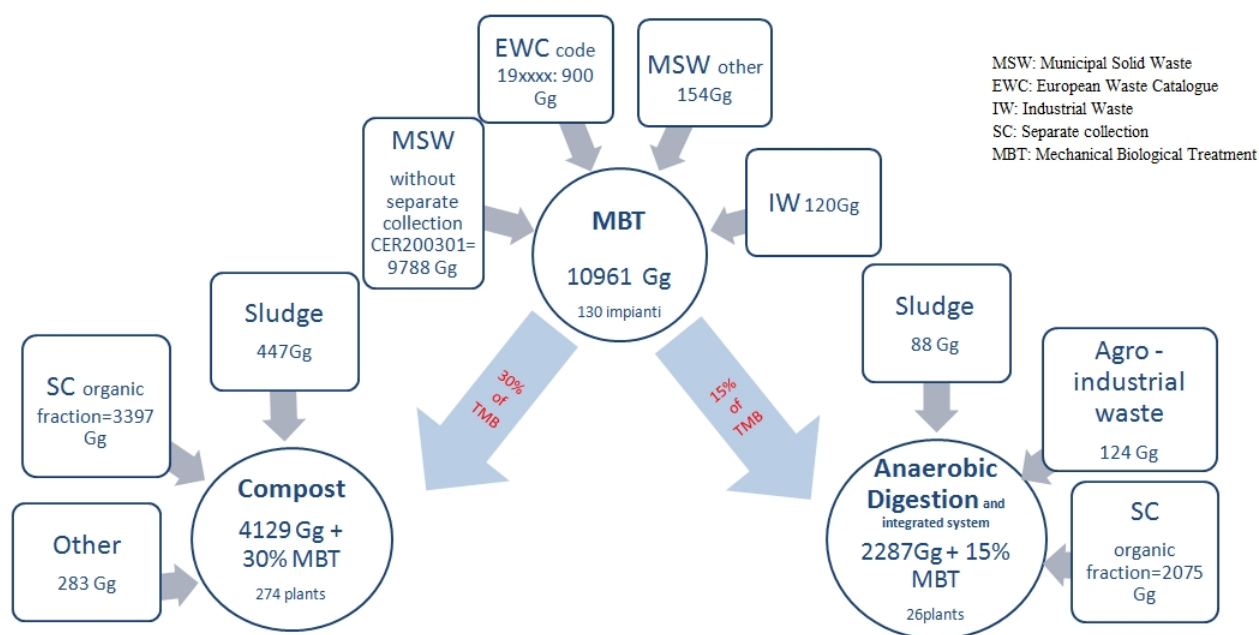 EWC code
19xxxx: 900
Gg
MSW other
154Gg
MSW: Municipal Solid Waste
EWC: European Waste Catalogue
IW: Industrial Waste
SC: Separate collection
MBT: Mechanical Biological Treatment
MSW
without
separate
collection
CER200301=
9788 Gg
MBT
10961 Gg
130 impianti
IW 120Gg
Sludge
447Gg
Sludge
88 Gg
SC organic
fraction=3397
Gg
30%
of
TMB
15%
of
TMB
Agro -
industrial
waste
124 Gg
Compost
4129 Gg +
30% MBT
274 plants
Anaerobic
Digestion and
integrated system
2287Gg + 15%
MBT
26plants
Other
283 Gg
SC
organic
fraction=2075
Gg